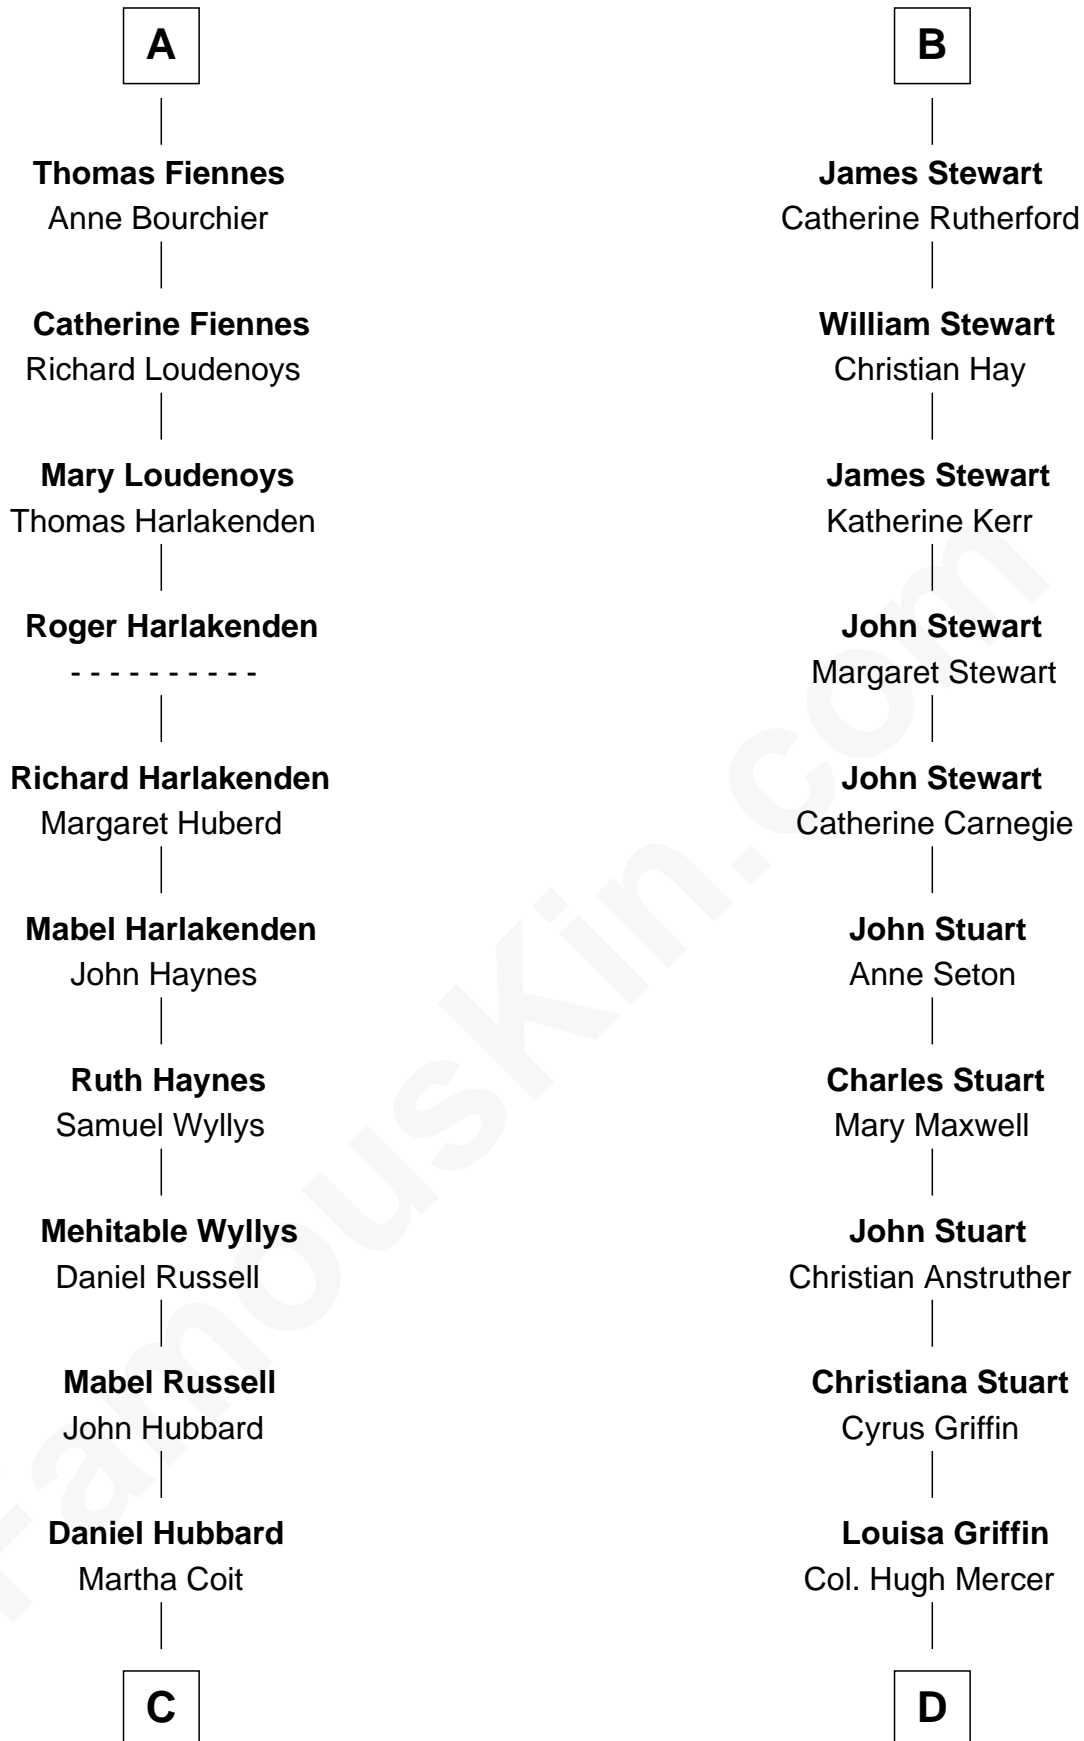 A
Thomas Fiennes
Anne Bourchier
Catherine Fiennes
Richard Loudenoys
Mary Loudenoys
Thomas Harlakenden
Roger Harlakenden
- - - - - - - - - -
Richard Harlakenden
Margaret Huberd
Mabel Harlakenden
John Haynes
Ruth Haynes
Samuel Wyllys
Mehitable Wyllys
Daniel Russell
Mabel Russell
John Hubbard
Daniel Hubbard
Martha Coit
C
B
James Stewart
Catherine Rutherford
William Stewart
Christian Hay
James Stewart
Katherine Kerr
John Stewart
Margaret Stewart
John Stewart
Catherine Carnegie
John Stuart
Anne Seton
Charles Stuart
Mary Maxwell
John Stuart
Christian Anstruther
Christiana Stuart
Cyrus Griffin
Louisa Griffin
Col. Hugh Mercer
D
FamousKin.com